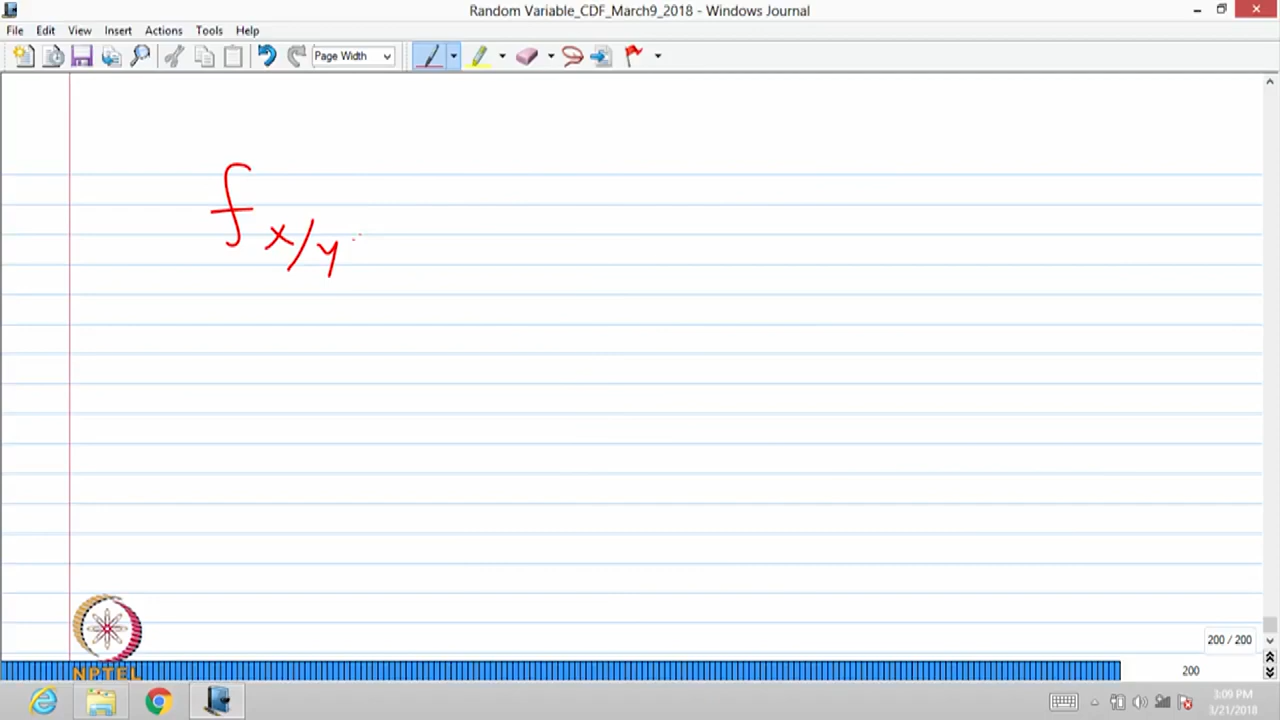 Random Variable_CDF_March9_2018 - Windows Journal
File Edit View Insert Actions Tools Help
Page Width
f x/y
200 / 200
NPTEL
200
3:09 PM
3/21/2018